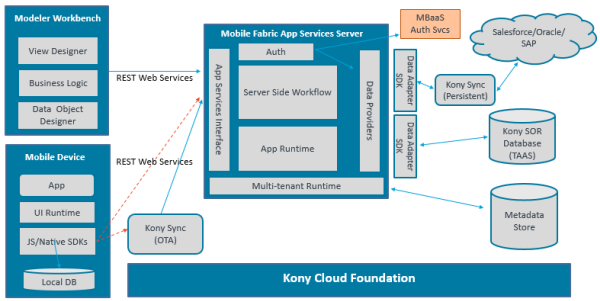 Modeler Workbench
View Designer
Business Logic
Data Object
Designer
REST Web Services
Mobile Device
App
UI Runtime
JS/Native SDKs
Local DB
REST Web Services
Kony Sync
(OTA)
Mobile Fabric App Services Server
Auth
App Services
Interface
Server Side Workflow
App Runtime
Data Providers
Multi-tenant Runtime
MBaaS
Auth Svcs
Data Adapter
SDK
Data Adapter
SDK
Kony Sync
(Persistent)
Salesforce/Oracle/
SAP
Kony SOR
Database
(TAAS)
Metadata
Store
Kony Cloud Foundation